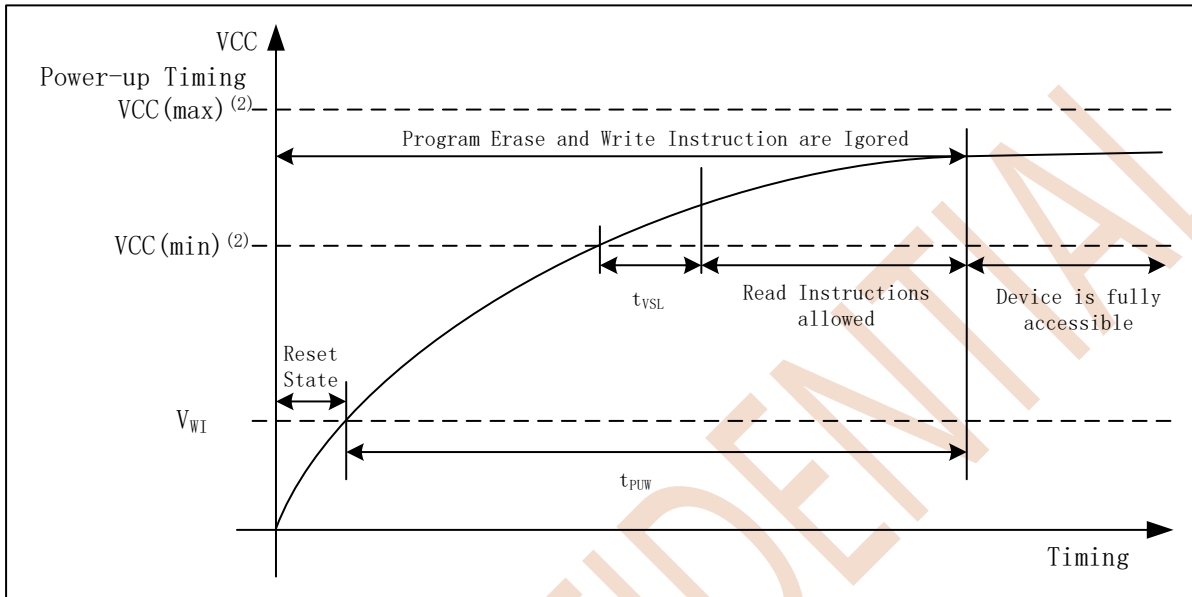 VCC
Power-up Timing
VCC(max)(2)
Program Erase and Write Instruction are Igored
VCC(min)(2)
tVSL
Read Instructions
allowed
Device is fully
accessible
Reset
State
VWI
tPUW
Timing
FIDENTIAL